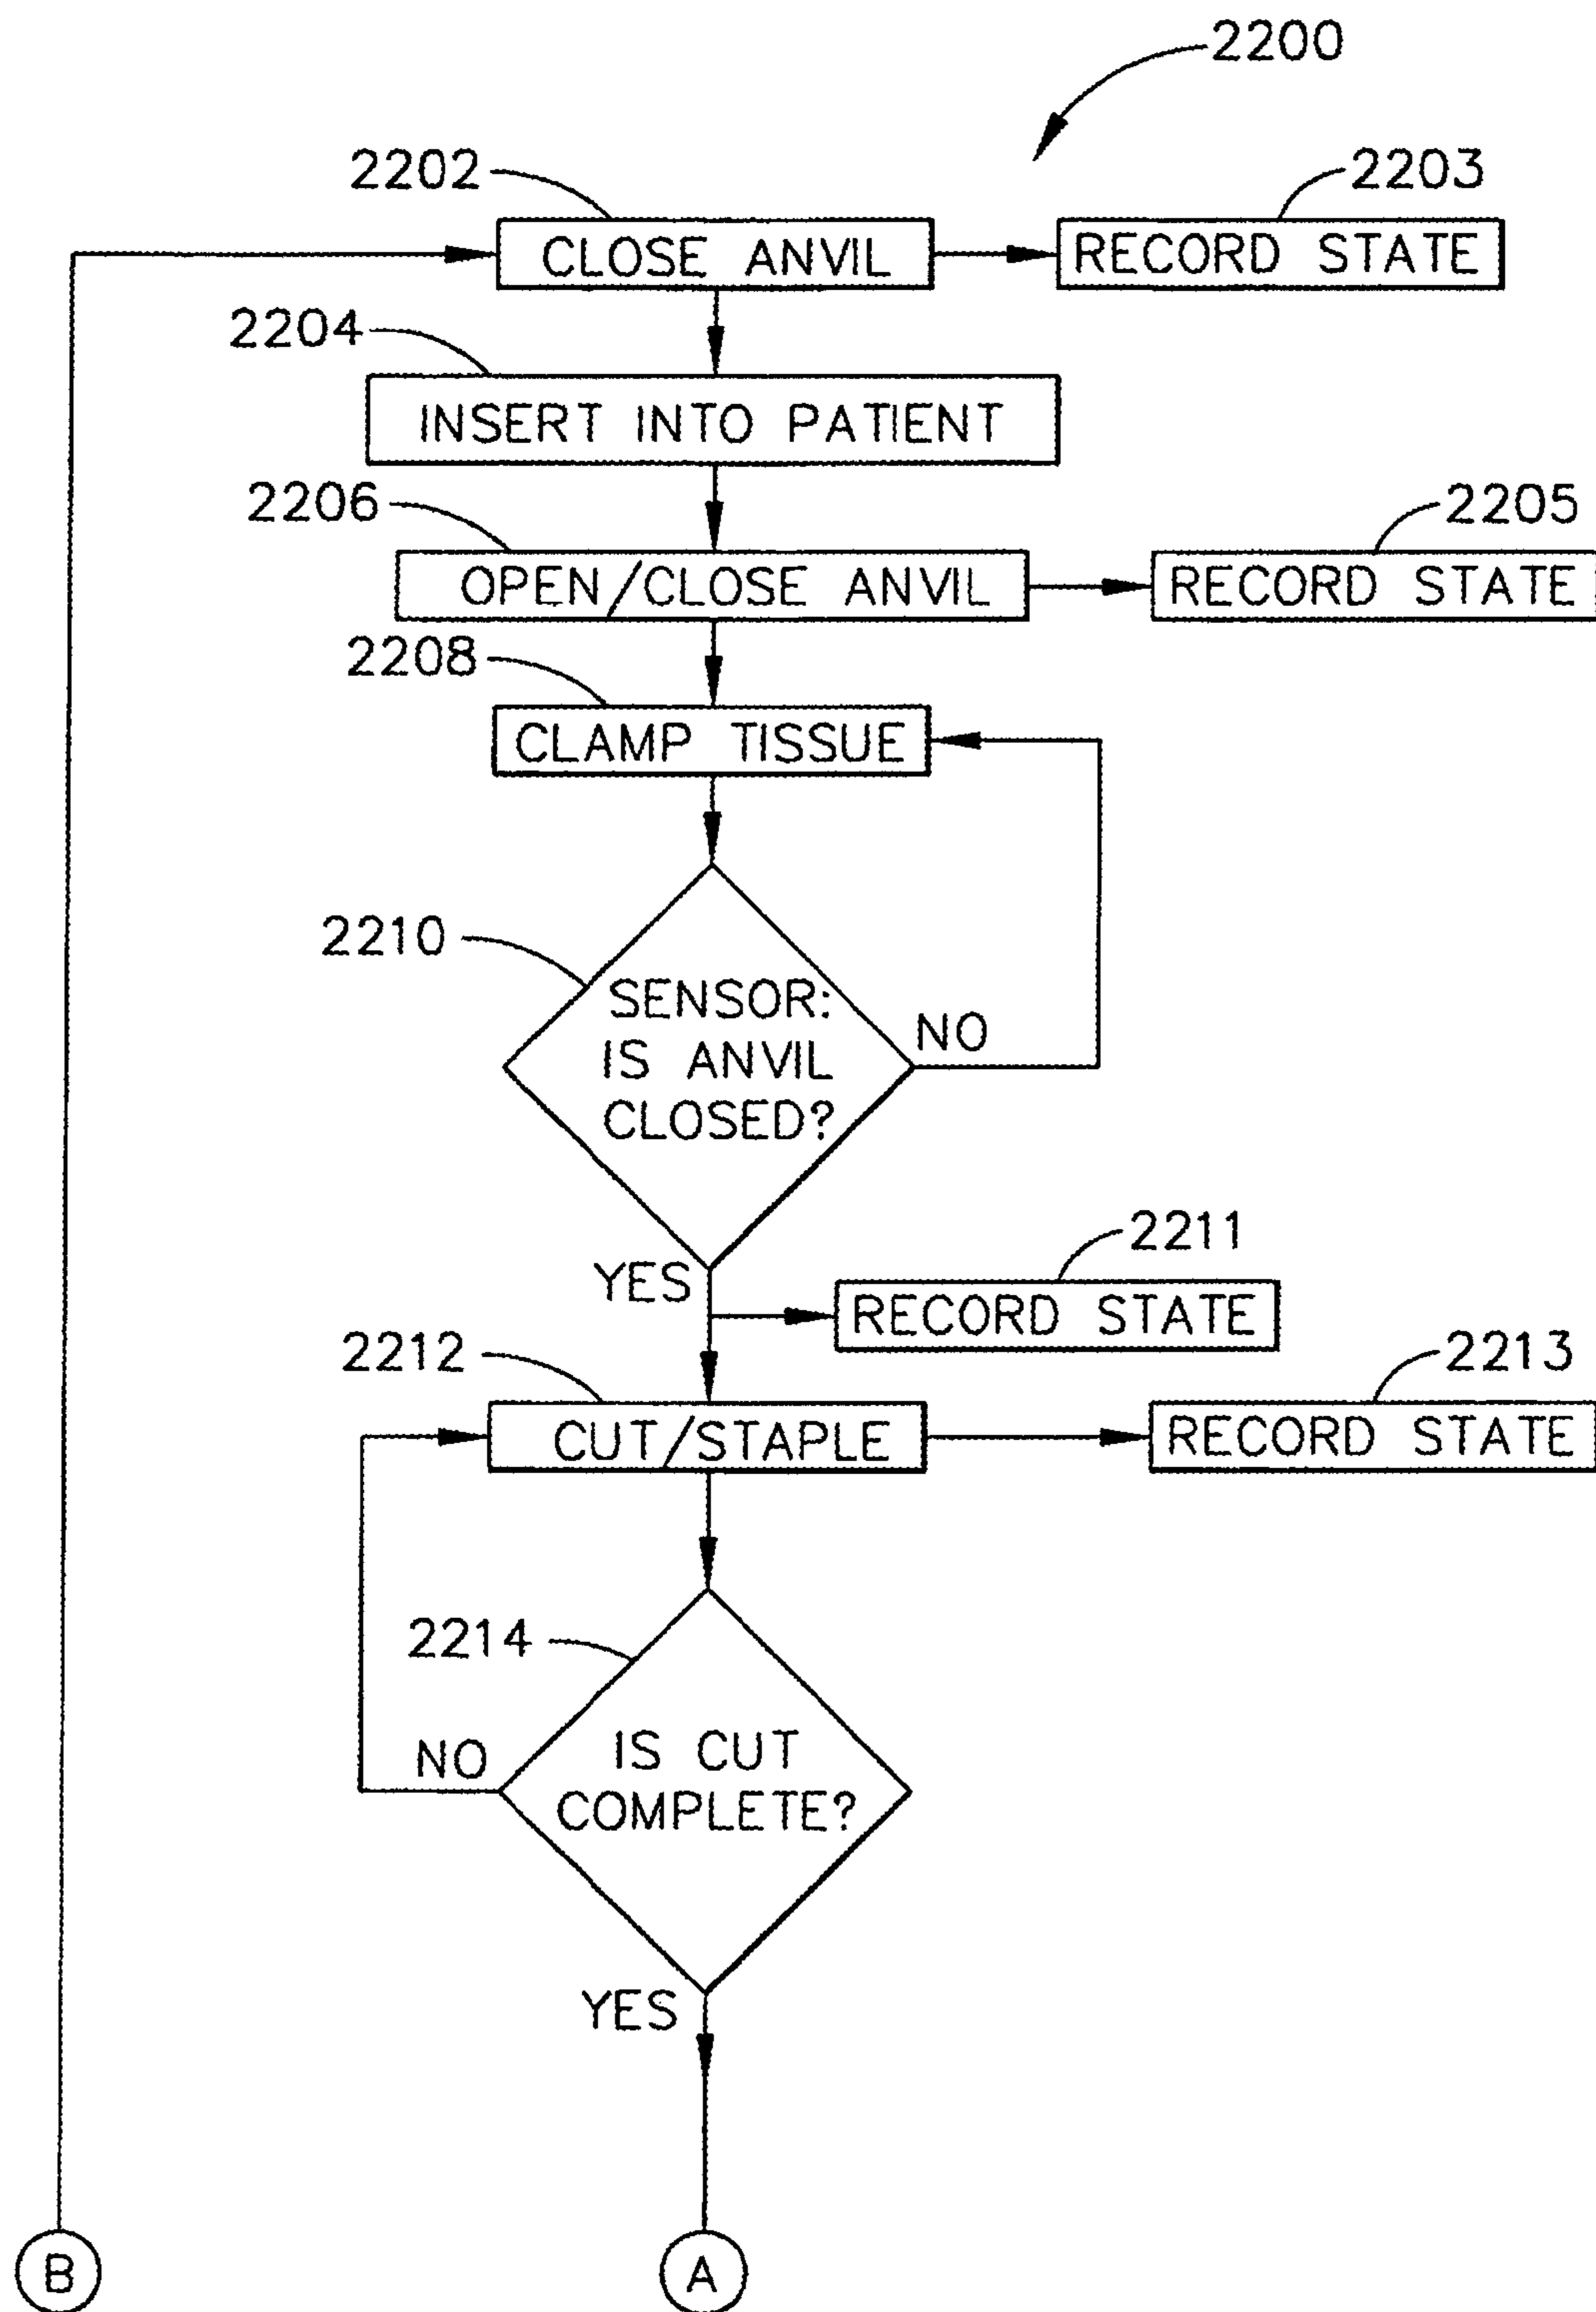 2200
2202
2203
CLOSE ANVIL
RECORD STATE
2204
INSERT INTO PATIENT
2206
2205
OPEN/CLOSE ANVIL
RECORD STATE
2208
CLAMP TISSUE
2210
SENSOR:
IS ANVIL
CLOSED?
NO
YES
2211
RECORD STATE
2212
2213
CUT/STAPLE
RECORD STATE
2214
IS CUT
COMPLETE?
NO
YES
B
A